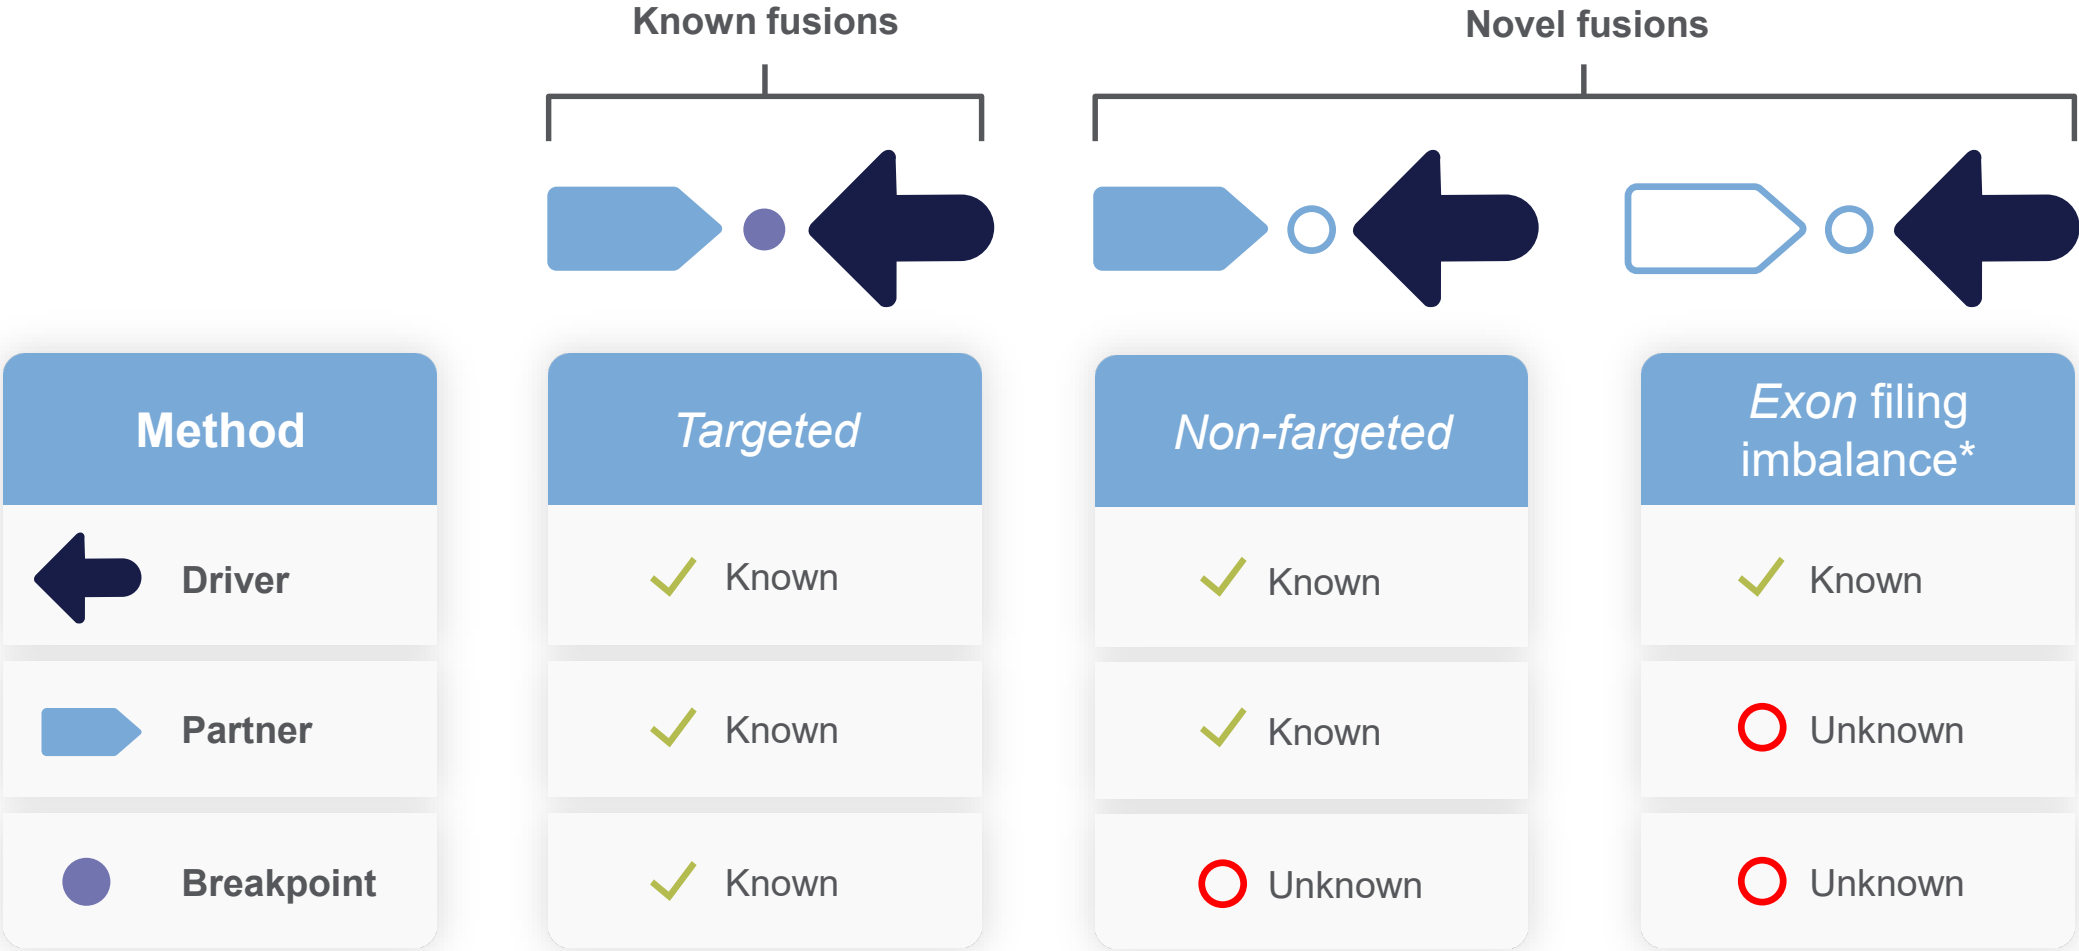 Known fusions
Novel fusions
Method
Targeted
Non-fargeted
Exon filing
imbalance*
Driver
Known
Known
Known
Partner
Known
Known
Unknown
Breakpoint
Known
Unknown
Unknown